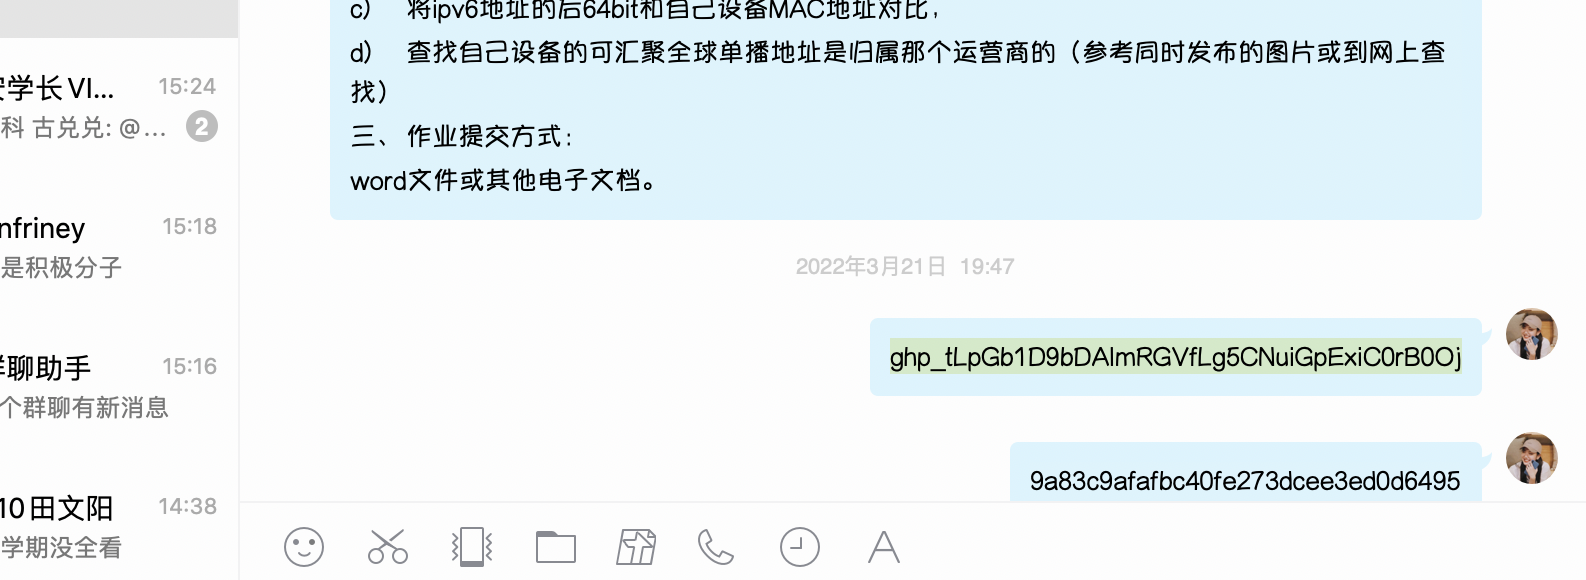 学长 VI... 15:24
科 古兑兑: @... 2
nfriney 15:18
是积极分子
聊助手 15:16
个群聊有新消息
10 田文阳 14:38
学期没全看
c) 将ipv6地址的后64bit和自己设备MAC地址对比，
d) 查找自己设备的可汇聚全球单播地址是归属那个运营商的（参考同时发布的图片或到网上查
找）
三、作业提交方式：
word文件或其他电子文档。
2022年3月21日 19:47
9a83c9afafbc40fe273dcee3ed0d6495